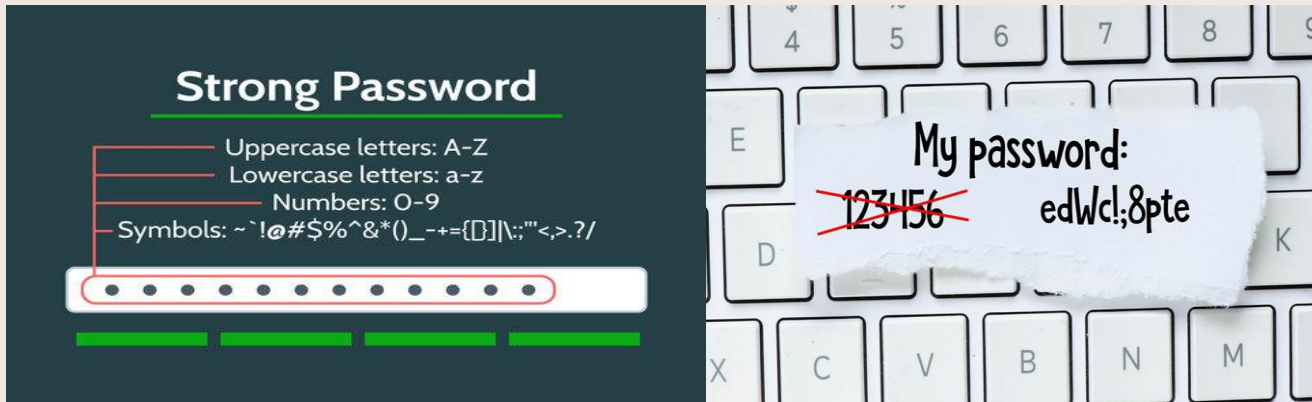 Strong Password
Uppercase letters: A-Z
Lowercase letters: a-z
Numbers: 0-9
Symbols: ~`!@#$%^&*()_-+={[}]|\:;"'<,>.?/
$ % 
4 5 6 7 8 9
E
My password:
123456 edWc!;8pte
D K
X C V B N M